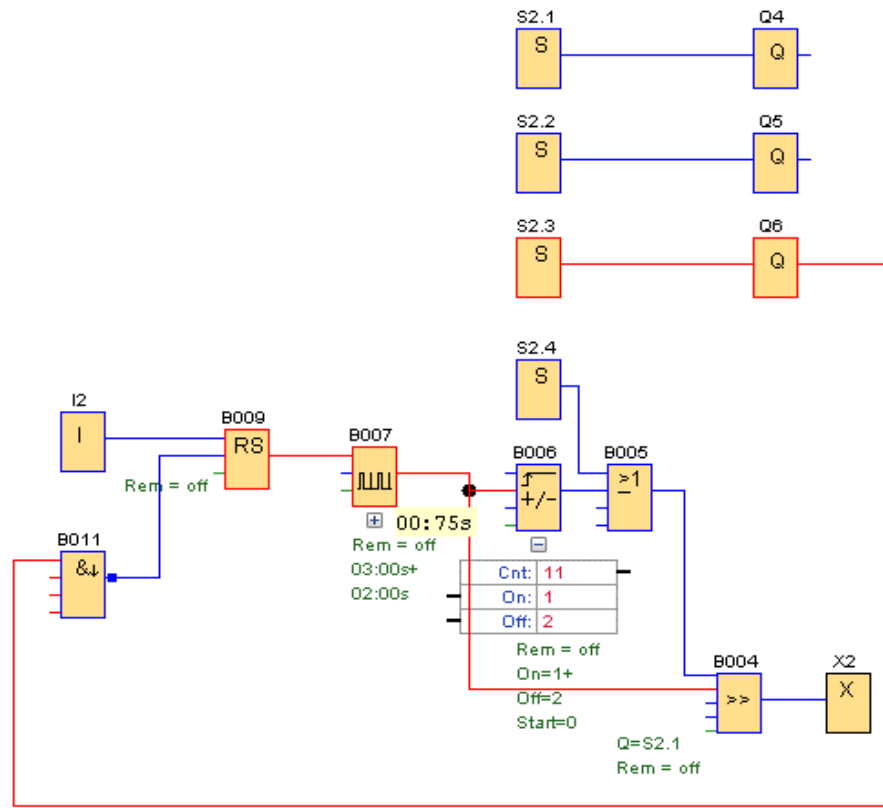 S2.1 Q4
S Q
S2.2 Q5
S Q
S2.3 Q6
S Q
S2.4
S
I2
I
B009
RS
Rem = off
B007
00:75s
Rem = off
03:00s+
02:00s
B006
+/-
B005
>1
B011
&↓
Cnt: 11
On: 1
Off: 2
Rem = off
On=1+
Off=2
Start=0
B004
>>
Q=S2.1
Rem = off
X2
X